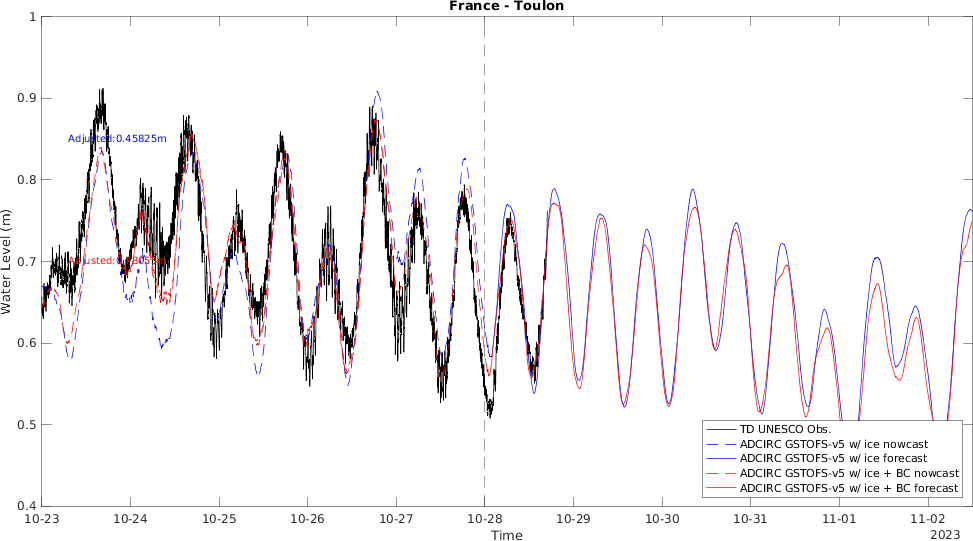 France - Toulon
Water Level (m)
1
0.9
0.8
0.7
0.6
0.5
0.4
Adjusted:0.45825m
TD UNESCO Obs.
ADCIRC GSTOFS-v5 w/ ice nowcast
ADCIRC GSTOFS-v5 w/ ice forecast
ADCIRC GSTOFS-v5 w/ ice + BC nowcast
ADCIRC GSTOFS-v5 w/ ice + BC forecast
10-23 10-24 10-25 10-26 10-27 10-28 10-29 10-30 10-31 11-01 11-02
Time
2023